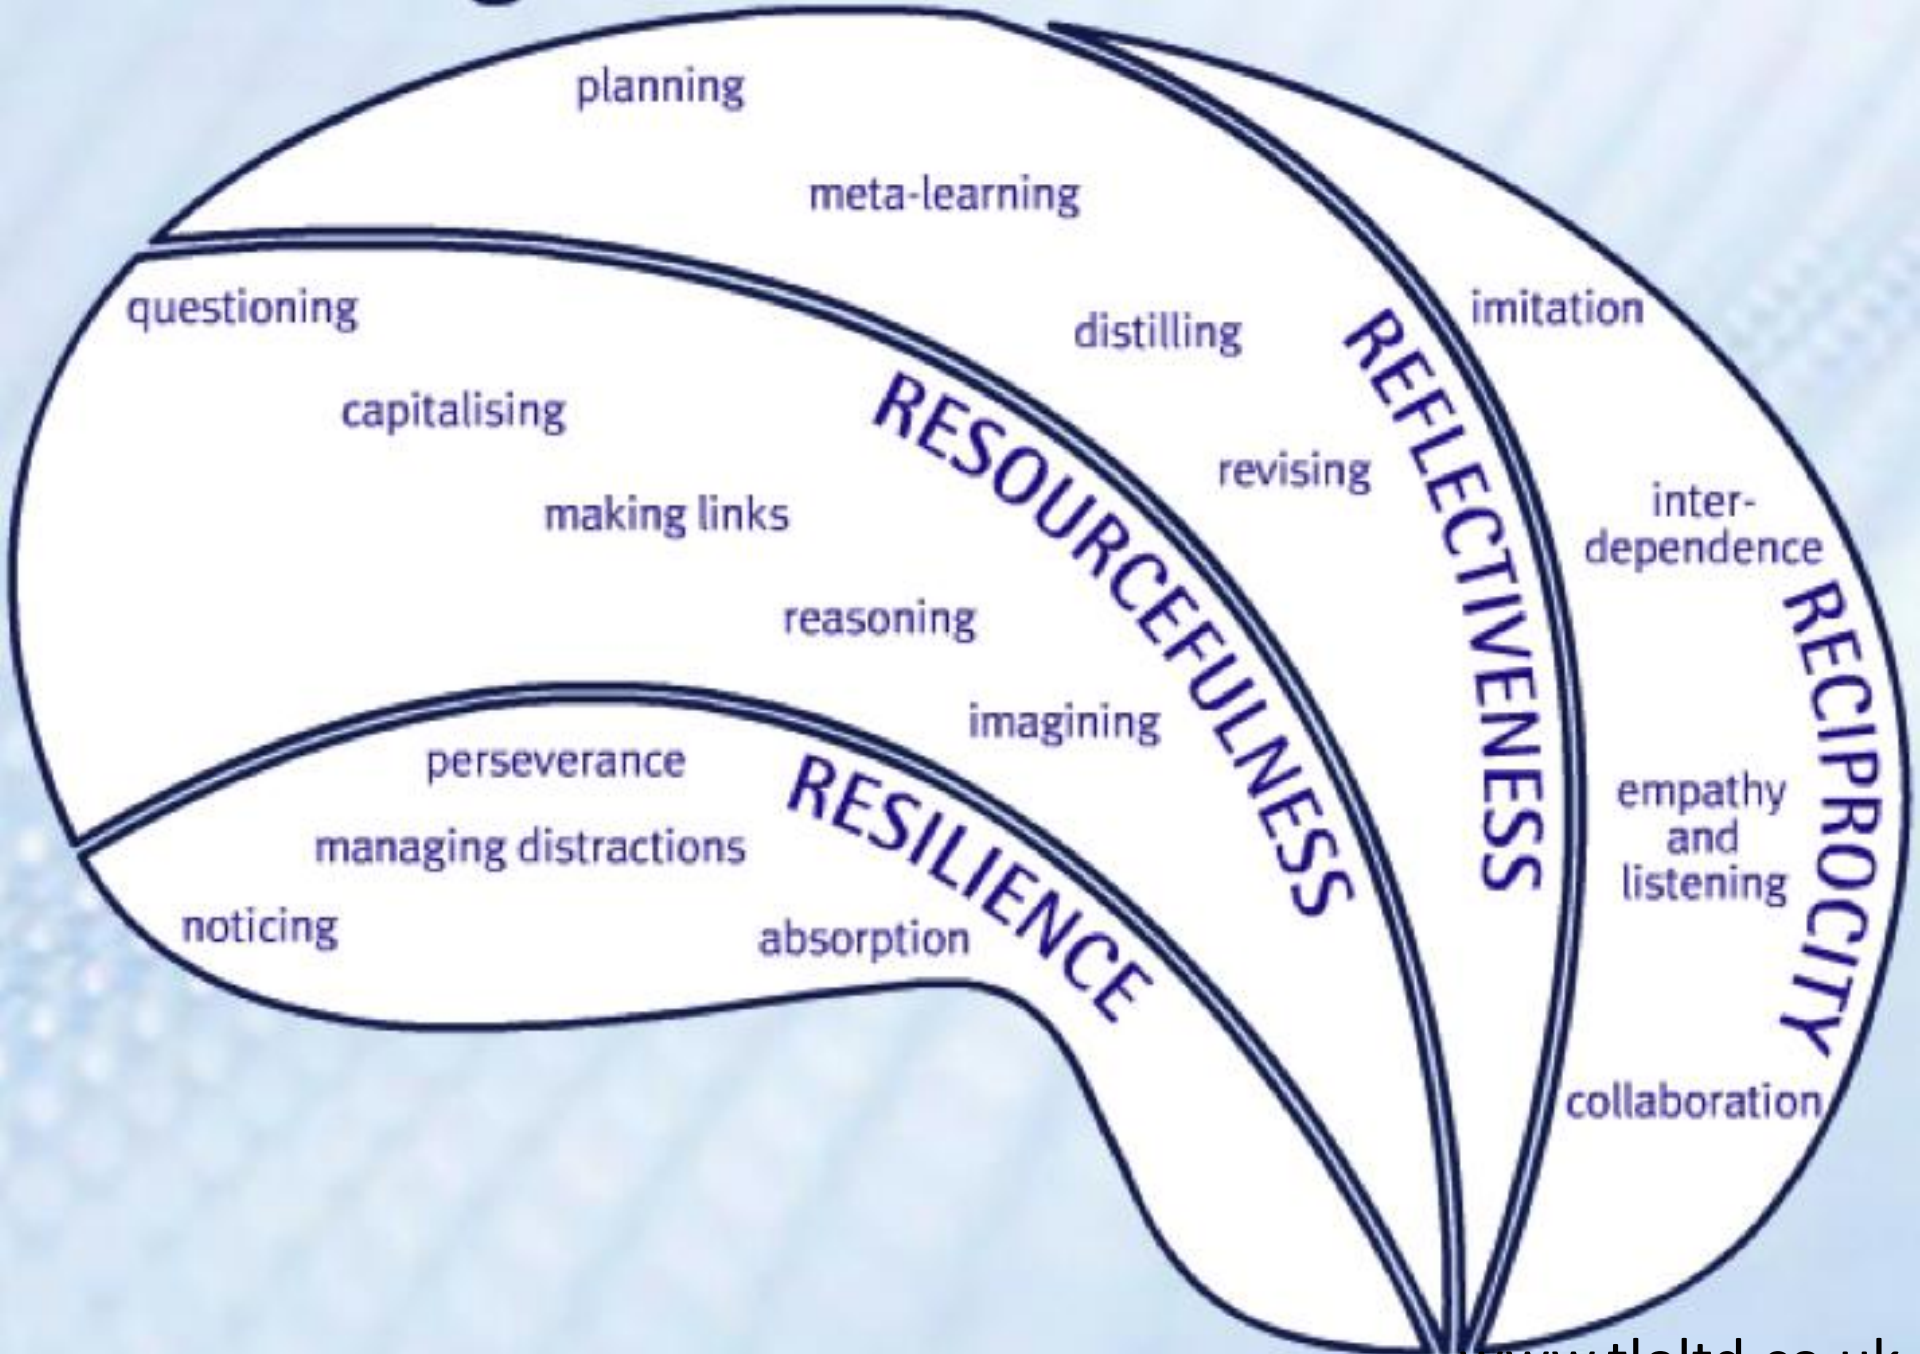 planning
meta-learning
distilling
revising
REFLECTIVENESS
questioning
capitalising
making links
reasoning
imagining
RESOURCEFULNESS
perseverance
managing distractions
noticing
absorption
RESILIENCE
imitation
inter-
dependence
empathy
and
listening
collaboration
RECIPROCITY